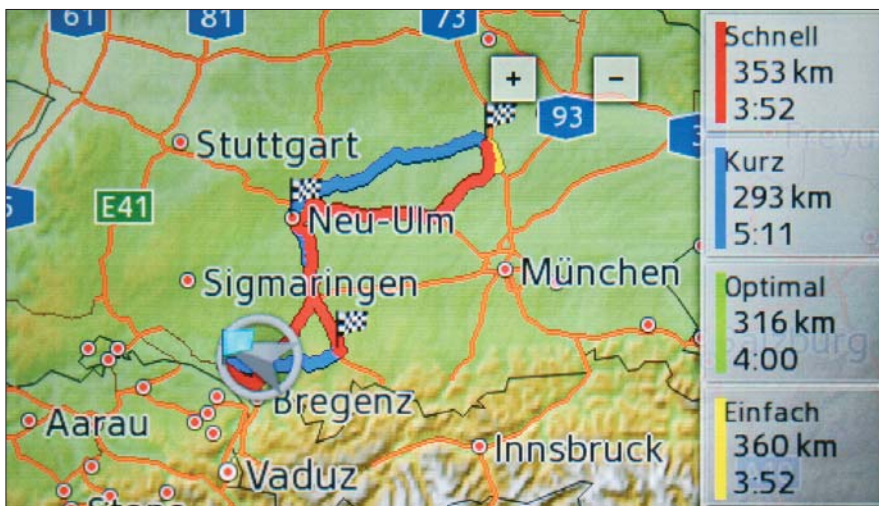 61
81
73
Schnell
353 km
3:52
+
−
93
Stuttgart
Kurz
293 km
5:11
E41
Neu-Ulm
Sigmaringen
München
Optimal
316 km
4:00
Bregenz
Aarau
Innsbruck
Einfach
360 km
3:52
Vaduz